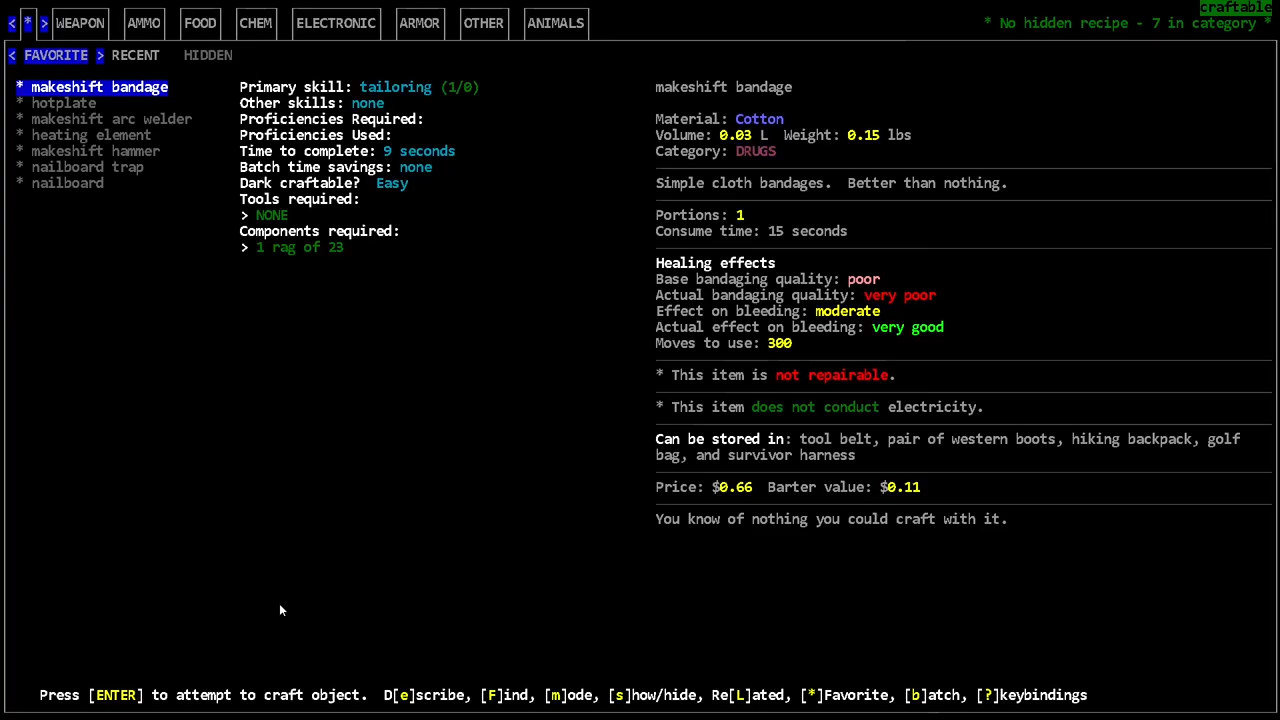 craftable
< * > WEAPON AMMO FOOD CHEM ELECTRONIC ARMOR OTHER ANIMALS * No hidden recipe - 7 in category *
< FAVORITE > RECENT HIDDEN
* makeshift bandage
* hotplate
* makeshift arc welder
* heating element
* makeshift hammer
* nailboard trap
* nailboard
Primary skill: tailoring (1/0)
Other skills: none
Proficiencies Required:
Proficiencies Used:
Time to complete: 9 seconds
Batch time savings: none
Dark craftable? Easy
Tools required:
> NONE
Components required:
> 1 rag of 23
makeshift bandage
Material: Cotton
Volume: 0.03 L Weight: 0.15 lbs
Category: DRUGS
Simple cloth bandages. Better than nothing.
Portions: 1
Consume time: 15 seconds
Healing effects
Base bandaging quality: poor
Actual bandaging quality: very poor
Effect on bleeding: moderate
Actual effect on bleeding: very good
Moves to use: 300
* This item is not repairable.
* This item does not conduct electricity.
Can be stored in: tool belt, pair of western boots, hiking backpack, golf
bag, and survivor harness
Price: $0.66 Barter value: $0.11
You know of nothing you could craft with it.
Press [ENTER] to attempt to craft object. D[e]scribe, [F]ind, [m]ode, [s]how/hide, Re[L]ated, [*]Favorite, [b]atch, [?]keybindings